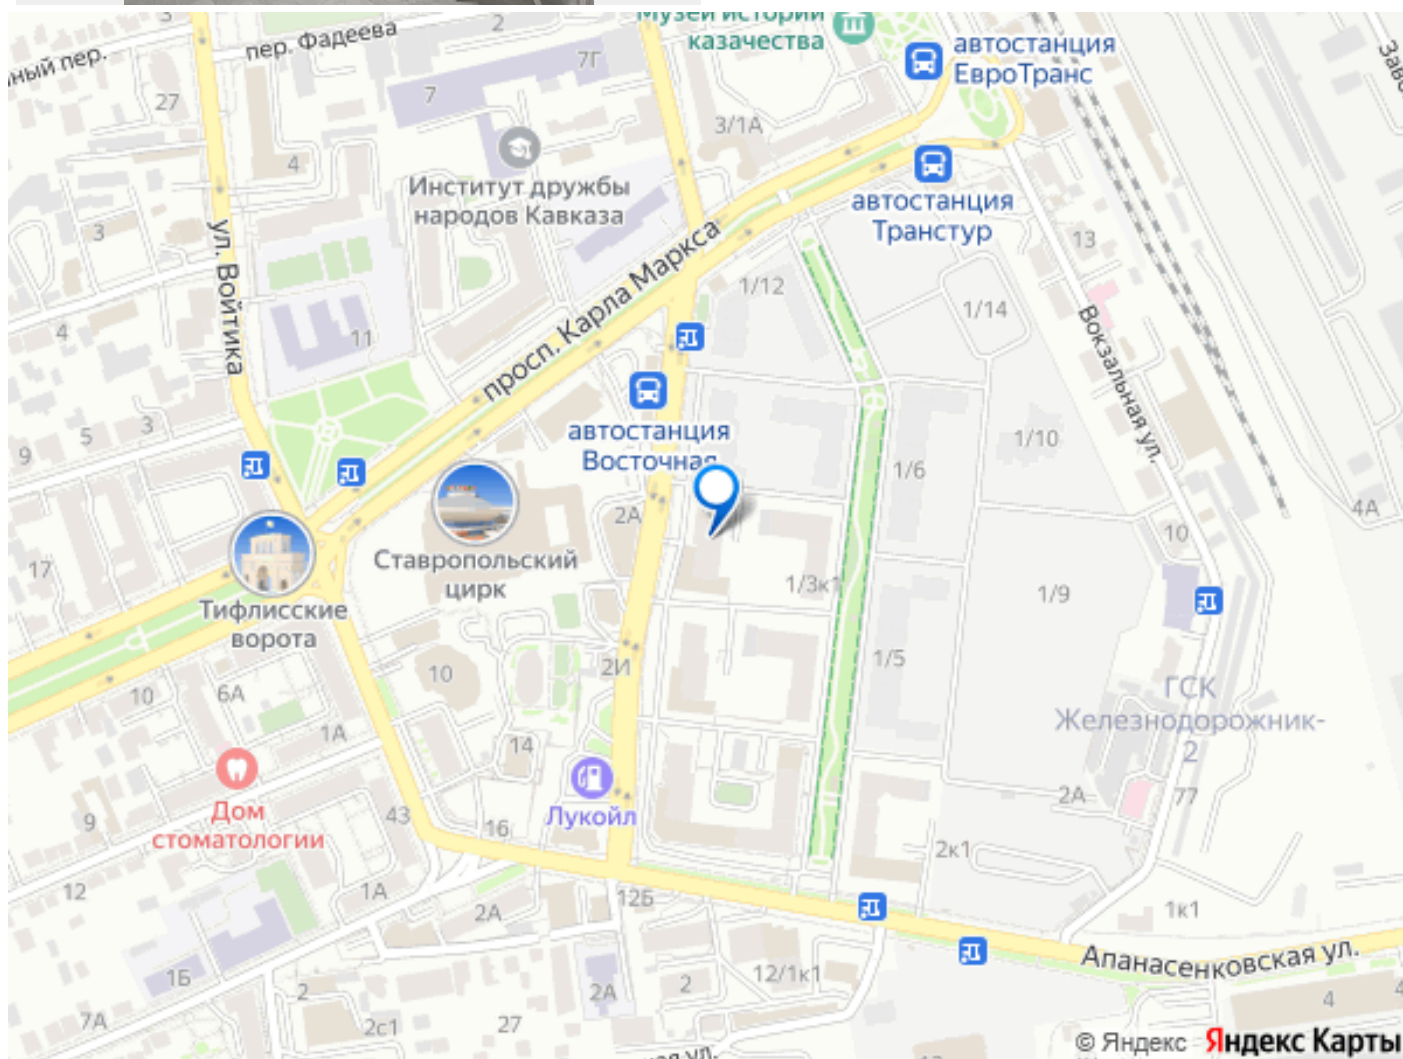 Музей истории
казачества
автостанция
ЕвроТранс
пер. Фадеева
2
3
7Г
ный пер.
27
7
4
3/1А
Институт дружбы
народов Кавказа
автостанция
Транстур
3
13
ул. Войтика
просп. Карла Маркса
1/12
1/14
Вокзальная ул.
4
11
автостанция
Восточная
5
3
9
1/10
1/6
2А
4А
10
Ставропольский
цирк
17
Тифлисские
ворота
1/3к1
1/9
10
6А
10
2И
1/5
ГСК
Железнодорожник-
2
1А
14
Лукойл
2А
77
Дом
стоматологии
9
43
16
2к1
12
1А
2А
12Б
1к1
Апанасенковская ул.
1Б
2
2А
2
12/1к1
4
7А
2с1
27
© Яндекс Яндекс Карты